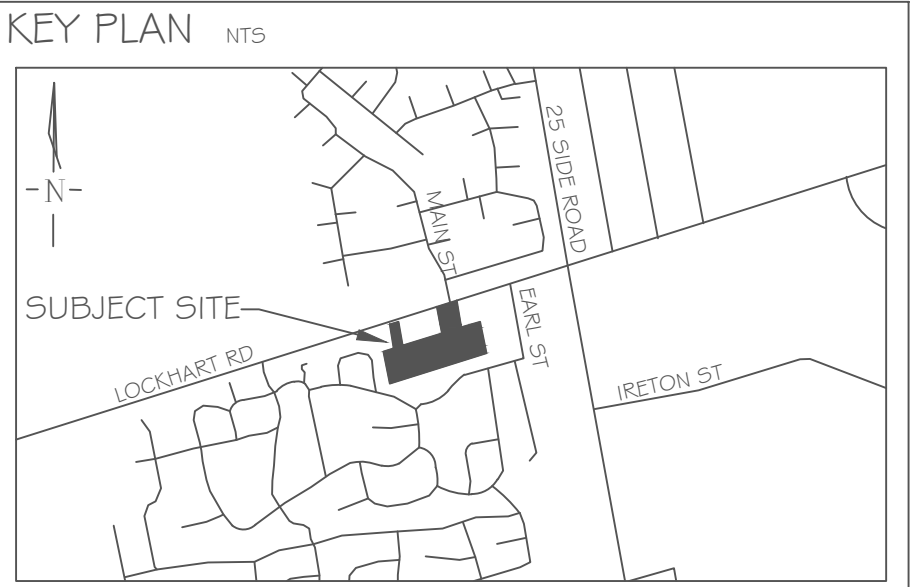 KEY PLAN NTS
N
25 SIDE ROAD
MAIN ST
SUBJECT SITE
EARL ST
LOCKHART RD
IRETON ST